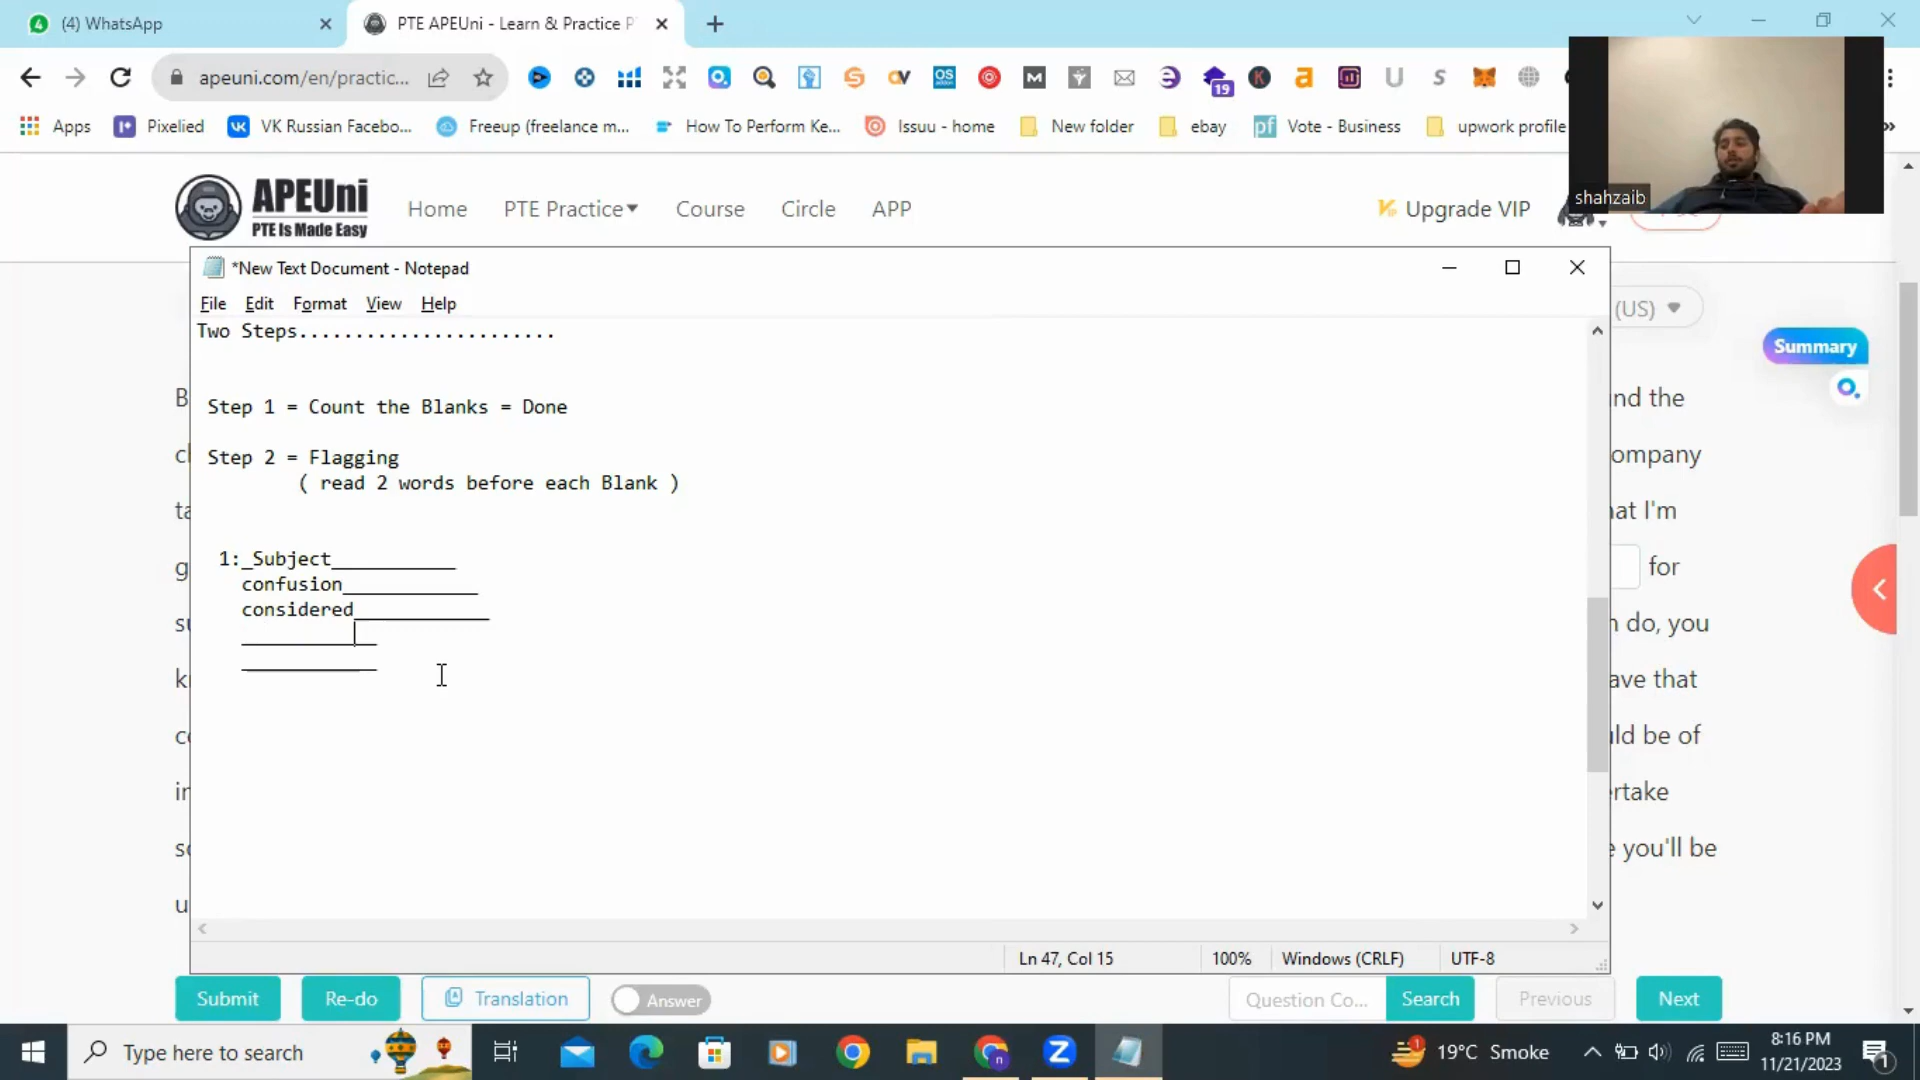 (4) WhatsApp
PTE APEUni - Learn & Practice P
apeuni.com/en/practic...
19
Apps
Pixelied
VK Russian Facebo...
Freeup (freelance m...
How To Perform Ke...
Issuu - home
New folder
ebay
Vote - Business
upwork profile
shahzaib
APEUni
PTE Is Made Easy
Home
PTE Practice
Course
Circle
APP
Upgrade VIP
*New Text Document - Notepad
File Edit Format View Help
(US)
Summary
Two Steps.......................
Step 1 = Count the Blanks = Done
Step 2 = Flagging
( read 2 words before each Blank )
1:_Subject___________
confusion____________
considered____________
____________
____________
nd the
ompany
at I'm
for
do, you
ave that
ld be of
rtake
you'll be
Ln 47, Col 15
100%
Windows (CRLF)
UTF-8
Submit
Re-do
Translation
Answer
Question Co...
Search
Previous
Next
Type here to search
19°C Smoke
8:16 PM
11/21/2023
1